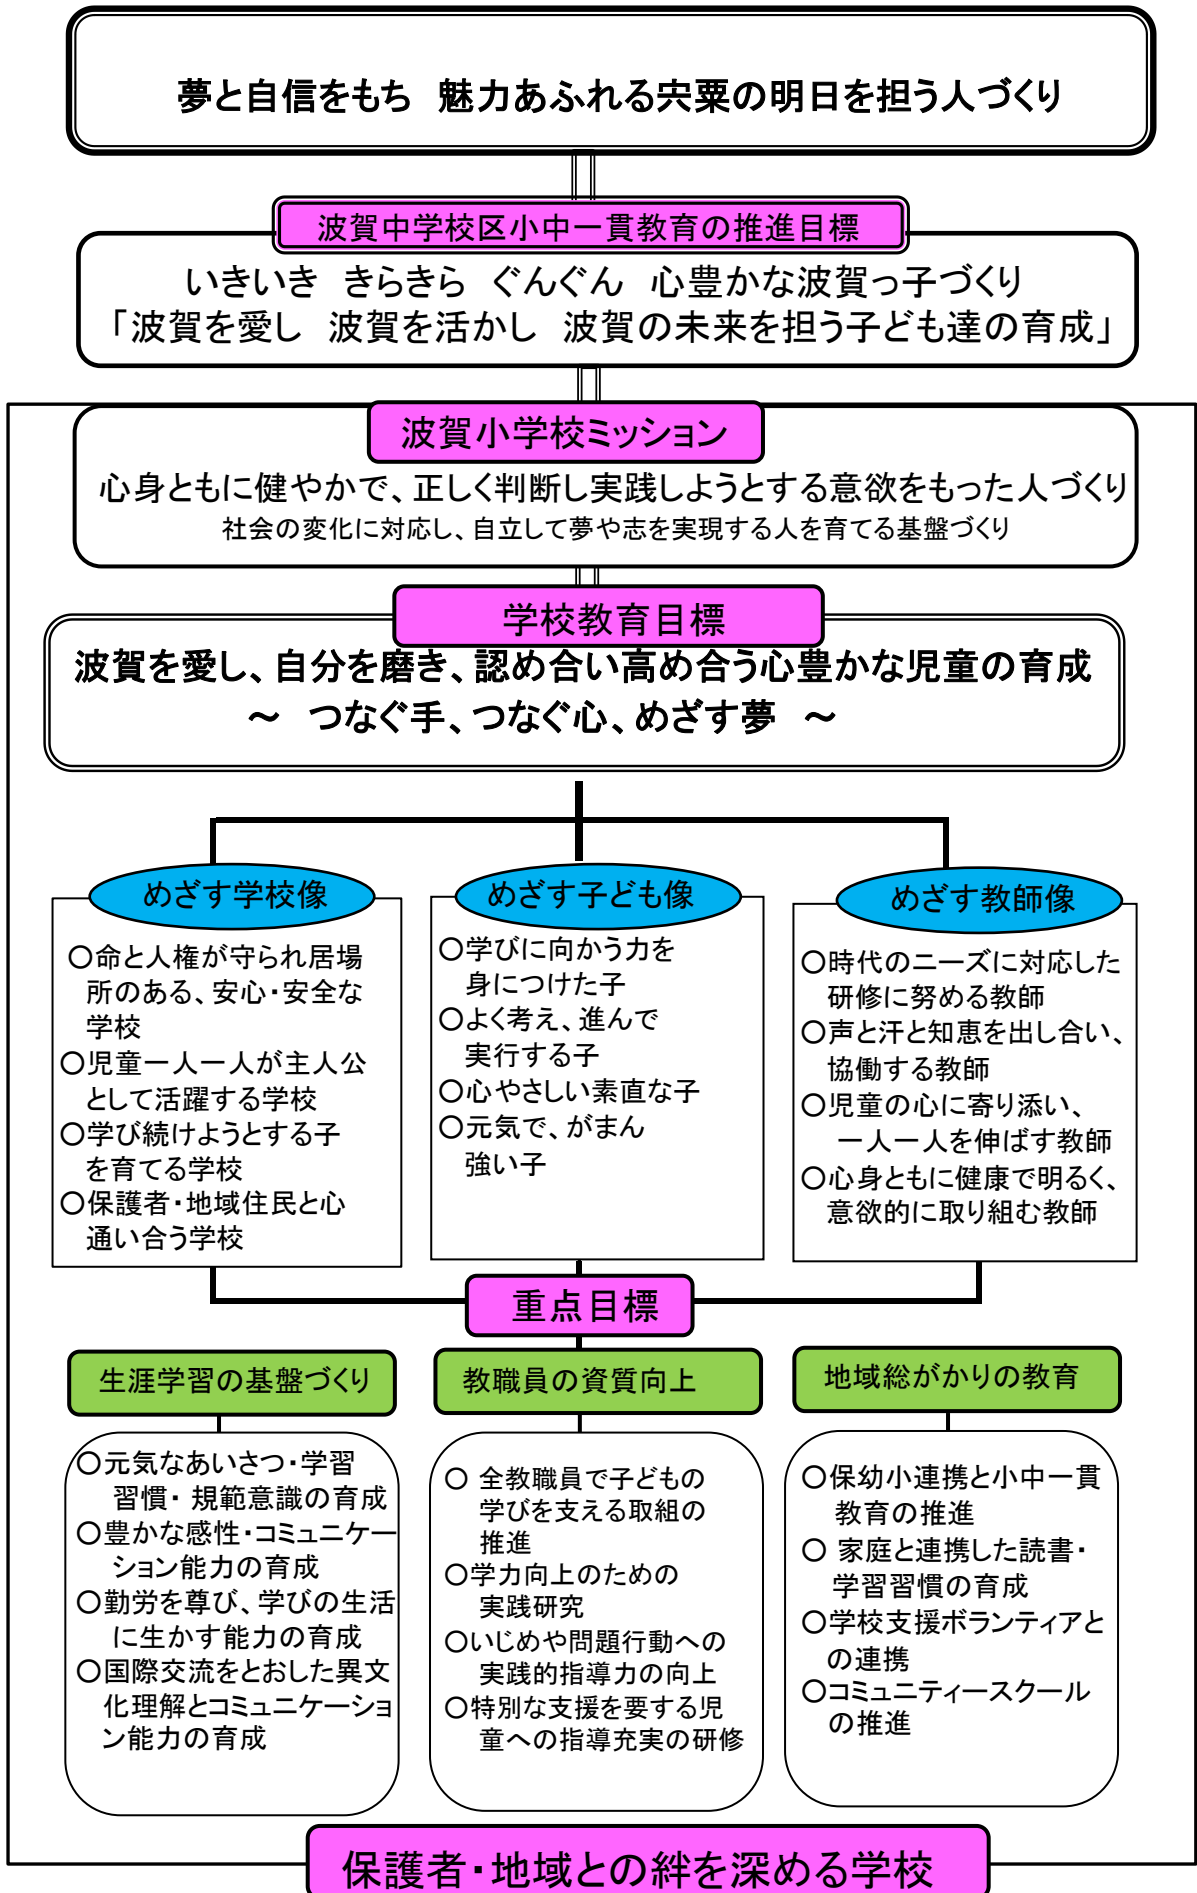 夢と自信をもち　魅力あふれる宍粟の明日を担う人づくり
波賀中学校区小中一貫教育の推進目標
いきいき　きらきら　ぐんぐん　心豊かな波賀っ子づくり
「波賀を愛し　波賀を活かし　波賀の未来を担う子ども達の育成」
波賀小学校ミッション
心身ともに健やかで、正しく判断し実践しようとする意欲をもった人づくり
社会の変化に対応し、自立して夢や志を実現する人を育てる基盤づくり
学校教育目標
波賀を愛し、自分を磨き、認め合い高め合う心豊かな児童の育成
～　つなぐ手、つなぐ心、めざす夢　～
めざす学校像
〇命と人権が守られ居場
所のある、安心・安全な
学校
〇児童一人一人が主人公
として活躍する学校
〇学び続けようとする子
を育てる学校
〇保護者・地域住民と心
通い合う学校
めざす子ども像
〇学びに向かう力を
身につけた子
〇よく考え、進んで
実行する子
〇心やさしい素直な子
〇元気で、がまん
強い子
めざす教師像
〇時代のニーズに対応した
研修に努める教師
〇声と汗と知恵を出し合い、
協働する教師
〇児童の心に寄り添い、
一人一人を伸ばす教師
〇心身ともに健康で明るく、
意欲的に取り組む教師
重点目標
生涯学習の基盤づくり
〇元気なあいさつ・学習
習慣・規範意識の育成
〇豊かな感性・コミュニケー
ション能力の育成
〇勤労を尊び、学びの生活
に生かす能力の育成
〇国際交流をとおした異文
化理解とコミュニケーショ
ン能力の育成
教職員の資質向上
〇 全教職員で子どもの
学びを支える取組の
推進
〇学力向上のための
実践研究
〇いじめや問題行動への
実践的指導力の向上
〇特別な支援を要する児
童への指導充実の研修
地域総がかりの教育
〇保幼小連携と小中一貫
教育の推進
〇 家庭と連携した読書・
学習習慣の育成
〇学校支援ボランティアと
の連携
〇コミュニティースクール
の推進
保護者・地域との絆を深める学校